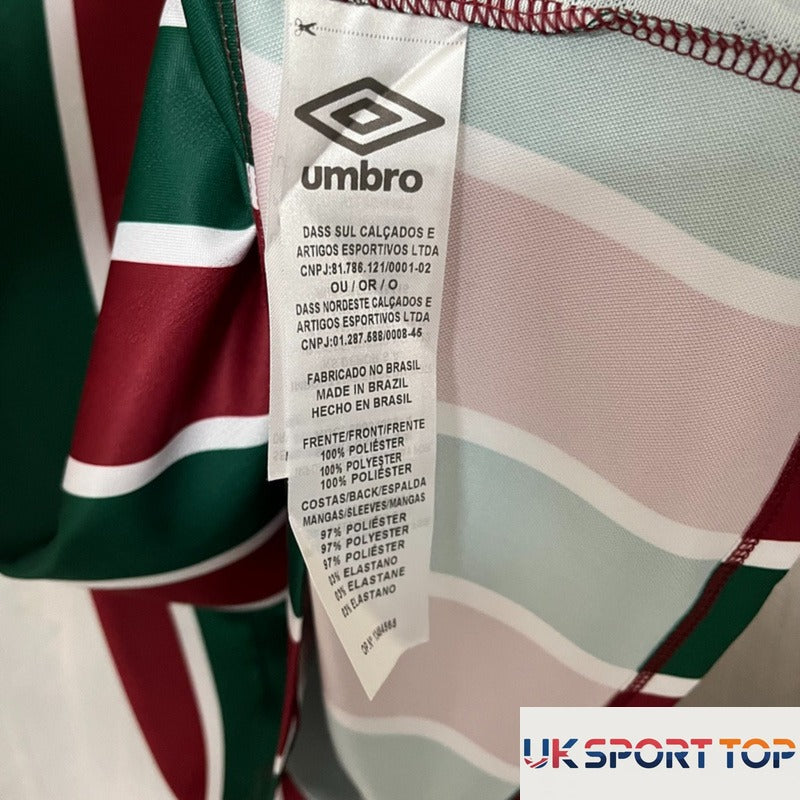 umbro
DASS SUL CALÇADOS E
ARTIGOS ESPORTIVOS LTDA
CNPJ:81.786.121/0001-02
OU / OR / O
DASS NORDESTE CALÇADOS E
ARTIGOS ESPORTIVOS LTDA
CNPJ:01.287.588/0008-45
FABRICADO NO BRASIL
MADE IN BRAZIL
HECHO EN BRASIL
FRENTE/FRONT/FRENTE
100% POLIÉSTER
100% POLYESTER
100% POLIÉSTER
COSTAS/BACK/ESPALDA
MANGAS/SLEEVES/MANGAS
97% POLIÉSTER
97% POLYESTER
97% POLIÉSTER
03% ELASTANO
03% ELASTANE
03% ELASTANO
UK SPORT TOP